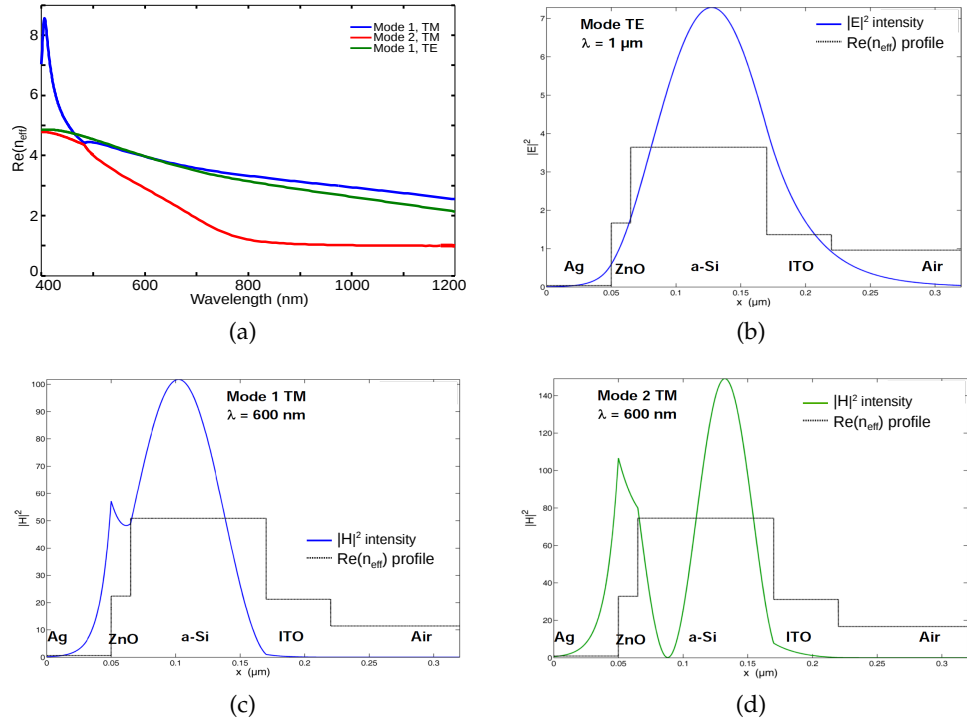 Mode 1, TM
Mode 2, TM
Mode 1, TE
Re(n_eff)
8
6
4
2
0
400 600 800 1000 1200
Wavelength (nm)
(a)
Mode TE
λ = 1 µm
|E|² intensity
Re(n_eff) profile
|E|²
7
6
5
4
3
2
1
0
Ag ZnO a-Si ITO Air
0 0.05 0.1 0.15 0.2 0.25 0.3
x (µm)
(b)
Mode 1 TM
λ = 600 nm
|H|² intensity
Re(n_eff) profile
|H|²
100
80
60
40
20
0
Ag ZnO a-Si ITO Air
0 0.05 0.1 0.15 0.2 0.25 0.3
x (µm)
(c)
Mode 2 TM
λ = 600 nm
|H|² intensity
Re(n_eff) profile
|H|²
140
120
100
80
60
40
20
0
Ag ZnO a-Si ITO Air
0 0.05 0.1 0.15 0.2 0.25 0.3
x (µm)
(d)